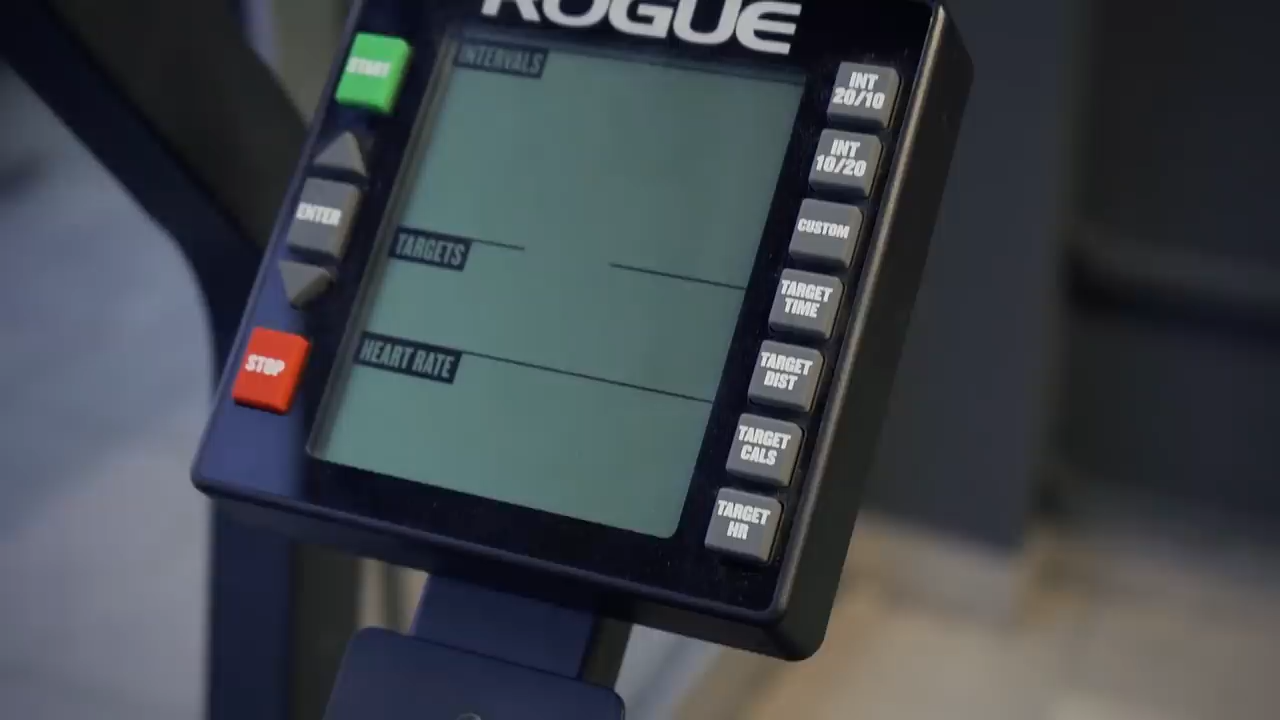 ROGUE
START
ENTER
STOP
INTERVALS
TARGETS
HEART RATE
INT
20/10
INT
10/20
CUSTOM
TARGET
TIME
TARGET
DIST
TARGET
CALS
TARGET
HR